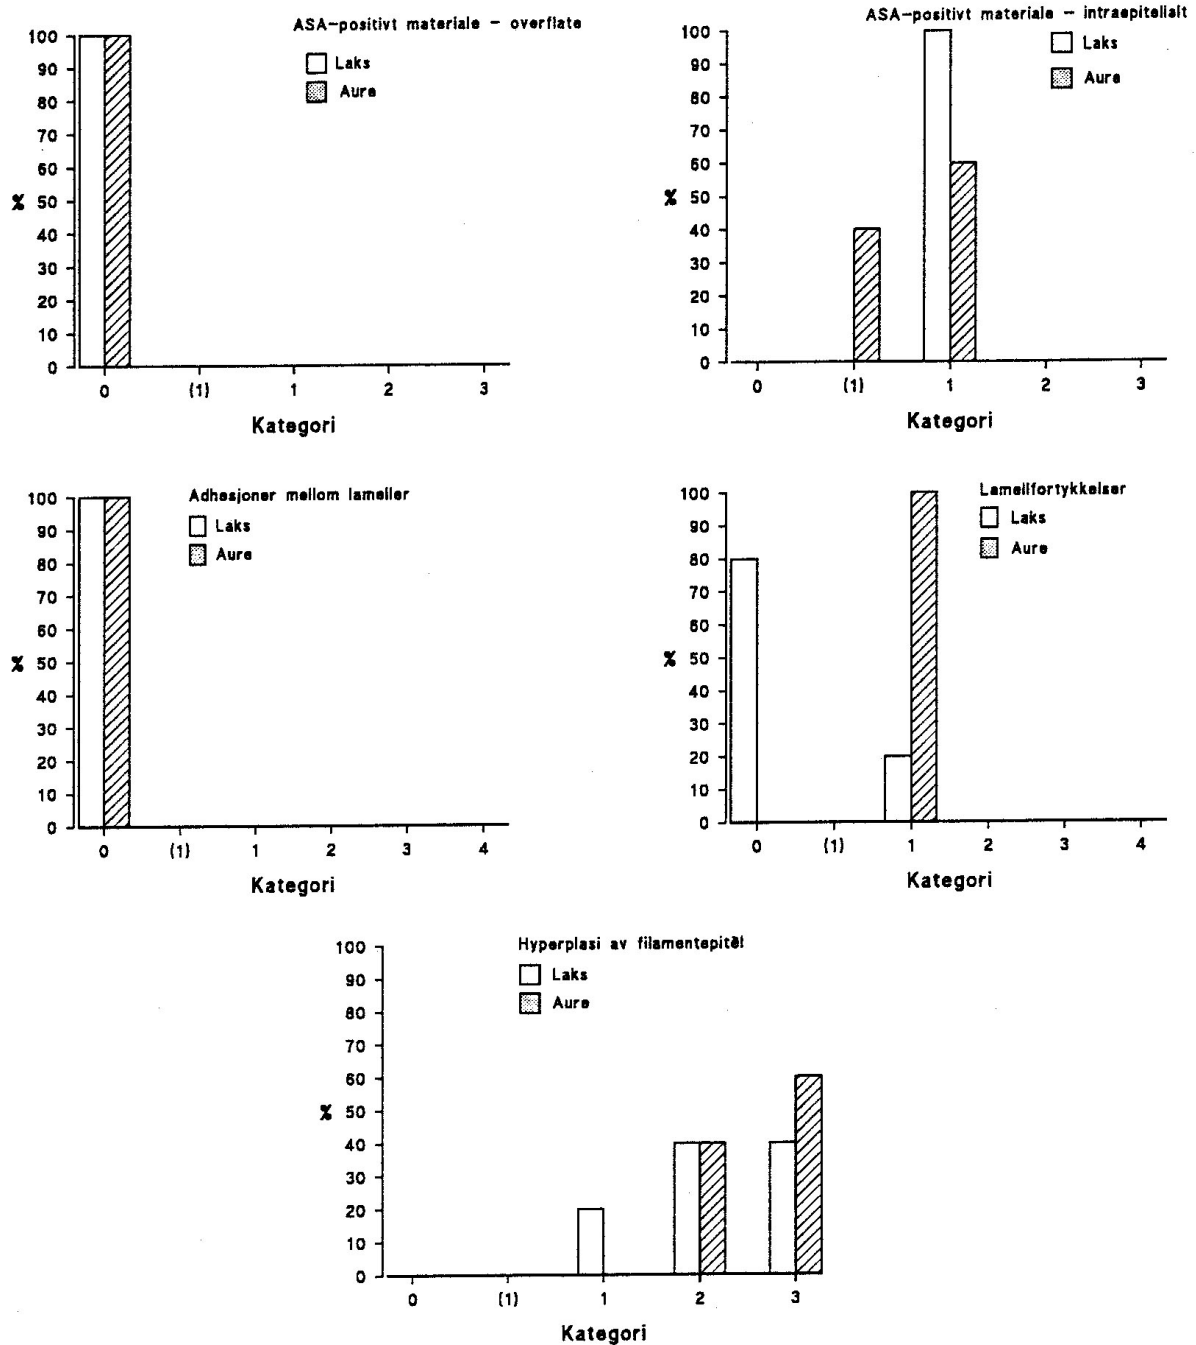 ASA-positivt materiale - overflate
Laks
Aure
100
90
80
70
60
50
40
30
20
10
0
%
0 (1) 1 2 3
Kategori
ASA-positivt materiale - intraepitelialt
Laks
Aure
100
90
80
70
60
50
40
30
20
10
0
%
0 (1) 1 2 3
Kategori
Adhesjoner mellom lameller
Laks
Aure
100
90
80
70
60
50
40
30
20
10
0
%
0 (1) 1 2 3 4
Kategori
Lamellfortykkelser
Laks
Aure
100
90
80
70
60
50
40
30
20
10
0
%
0 (1) 1 2 3 4
Kategori
Hyperplasi av filamentepitél
Laks
Aure
100
90
80
70
60
50
40
30
20
10
0
%
0 (1) 1 2 3
Kategori